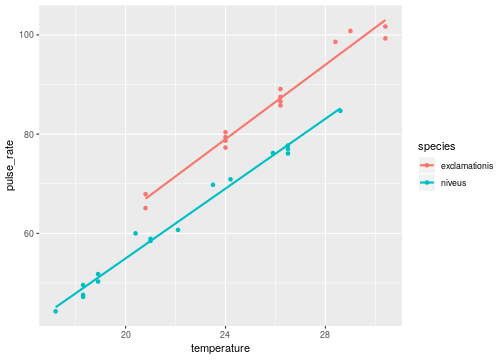 100
80
60
pulse_rate
20
24
28
temperature
species
exclamationis
niveus